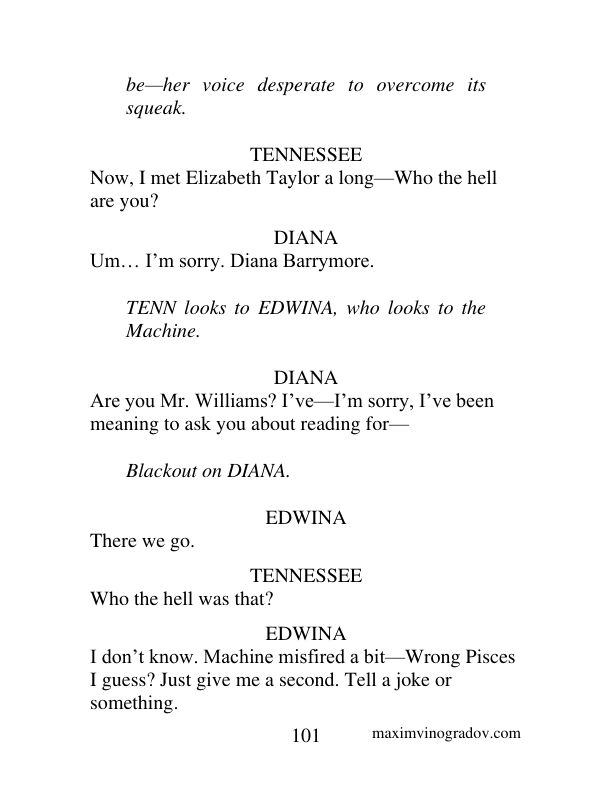 be—her voice desperate to overcome its
squeak.
TENNESSEE
Now, I met Elizabeth Taylor a long—Who the hell
are you?
DIANA
Um… I’m sorry. Diana Barrymore.
TENN looks to EDWINA, who looks to the
Machine.
DIANA
Are you Mr. Williams? I’ve—I’m sorry, I’ve been
meaning to ask you about reading for—
Blackout on DIANA.
EDWINA
There we go.
TENNESSEE
Who the hell was that?
EDWINA
I don’t know. Machine misfired a bit—Wrong Pisces
I guess? Just give me a second. Tell a joke or
something.
101 maximvinogradov.com